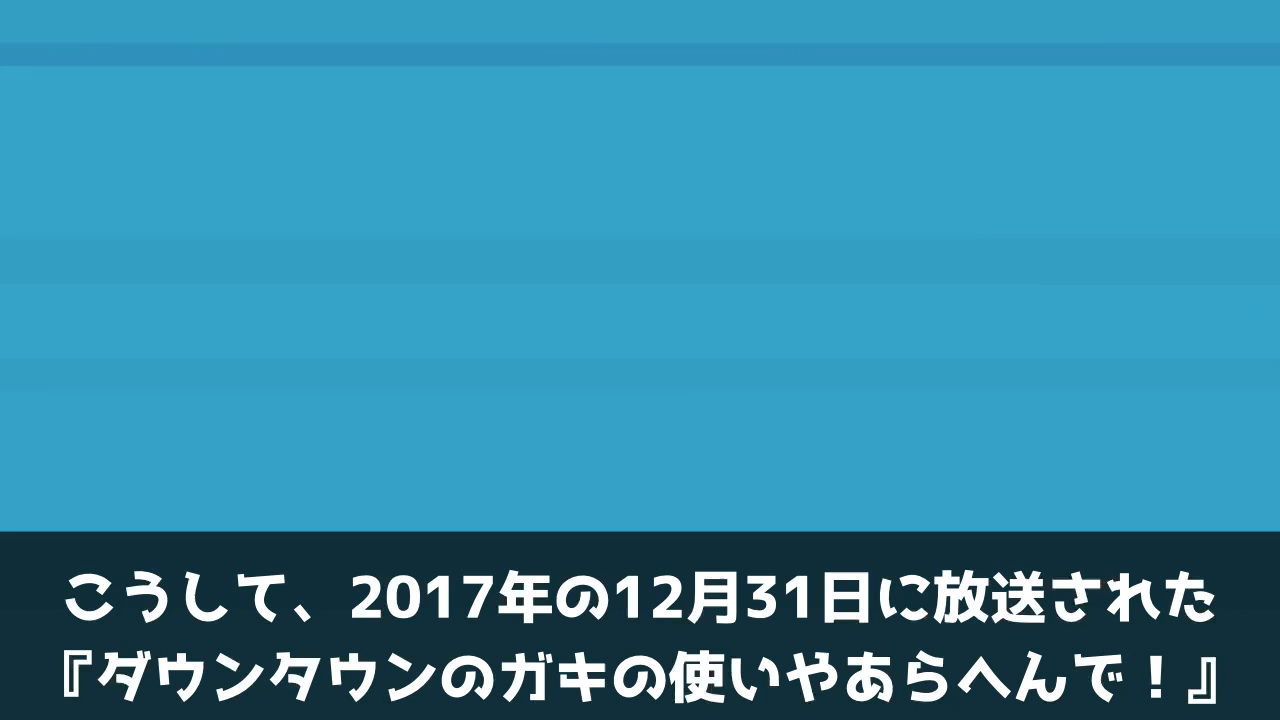 こうして、2017年の12月31日に放送された
『ダウンタウンのガキの使いやあらへんで！』